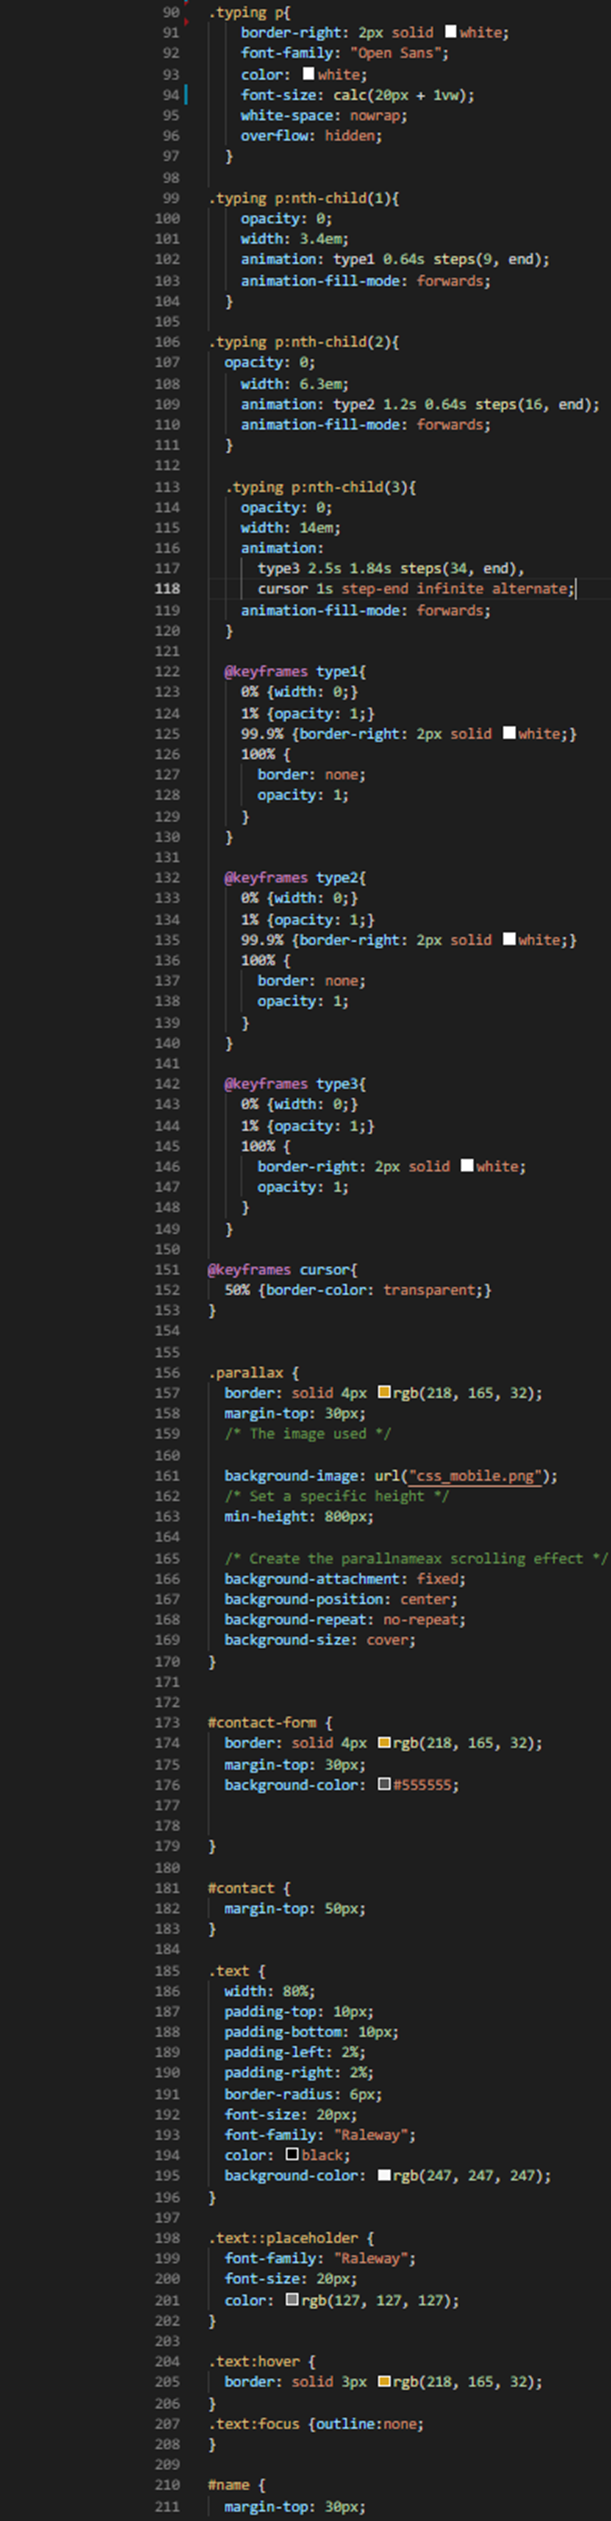 90 .typing p{
91 border-right: 2px solid white;
92 font-family: "Open Sans";
93 color: white;
94 font-size: calc(20px + 1vw);
95 white-space: nowrap;
96 overflow: hidden;
97 }
98
99 .typing p:nth-child(1){
100 opacity: 0;
101 width: 3.4em;
102 animation: type1 0.64s steps(9, end);
103 animation-fill-mode: forwards;
104 }
105
106 .typing p:nth-child(2){
107 opacity: 0;
108 width: 6.3em;
109 animation: type2 1.2s 0.64s steps(16, end);
110 animation-fill-mode: forwards;
111 }
112
113 .typing p:nth-child(3){
114 opacity: 0;
115 width: 14em;
116 animation:
117 type3 2.5s 1.84s steps(34, end),
118 cursor 1s step-end infinite alternate;
119 animation-fill-mode: forwards;
120 }
121
122 @keyframes type1{
123 0% {width: 0;}
124 1% {opacity: 1;}
125 99.9% {border-right: 2px solid white;}
126 100% {
127 border: none;
128 opacity: 1;
129 }
130 }
131
132 @keyframes type2{
133 0% {width: 0;}
134 1% {opacity: 1;}
135 99.9% {border-right: 2px solid white;}
136 100% {
137 border: none;
138 opacity: 1;
139 }
140 }
141
142 @keyframes type3{
143 0% {width: 0;}
144 1% {opacity: 1;}
145 100% {
146 border-right: 2px solid white;
147 opacity: 1;
148 }
149 }
150
151 @keyframes cursor{
152 50% {border-color: transparent;}
153 }
154
155
156 .parallax {
157 border: solid 4px rgb(218, 165, 32);
158 margin-top: 30px;
159 /* The image used */
160
161 background-image: url("css_mobile.png");
162 /* Set a specific height */
163 min-height: 800px;
164
165 /* Create the parallnameax scrolling effect */
166 background-attachment: fixed;
167 background-position: center;
168 background-repeat: no-repeat;
169 background-size: cover;
170 }
171
172
173 #contact-form {
174 border: solid 4px rgb(218, 165, 32);
175 margin-top: 30px;
176 background-color: #555555;
177
178
179 }
180
181 #contact {
182 margin-top: 50px;
183 }
184
185 .text {
186 width: 80%;
187 padding-top: 10px;
188 padding-bottom: 10px;
189 padding-left: 2%;
190 padding-right: 2%;
191 border-radius: 6px;
192 font-size: 20px;
193 font-family: "Raleway";
194 color: black;
195 background-color: rgb(247, 247, 247);
196 }
197
198 .text::placeholder {
199 font-family: "Raleway";
200 font-size: 20px;
201 color: rgb(127, 127, 127);
202 }
203
204 .text:hover {
205 border: solid 3px rgb(218, 165, 32);
206 }
207 .text:focus {outline:none;
208 }
209
210 #name {
211 margin-top: 30px;